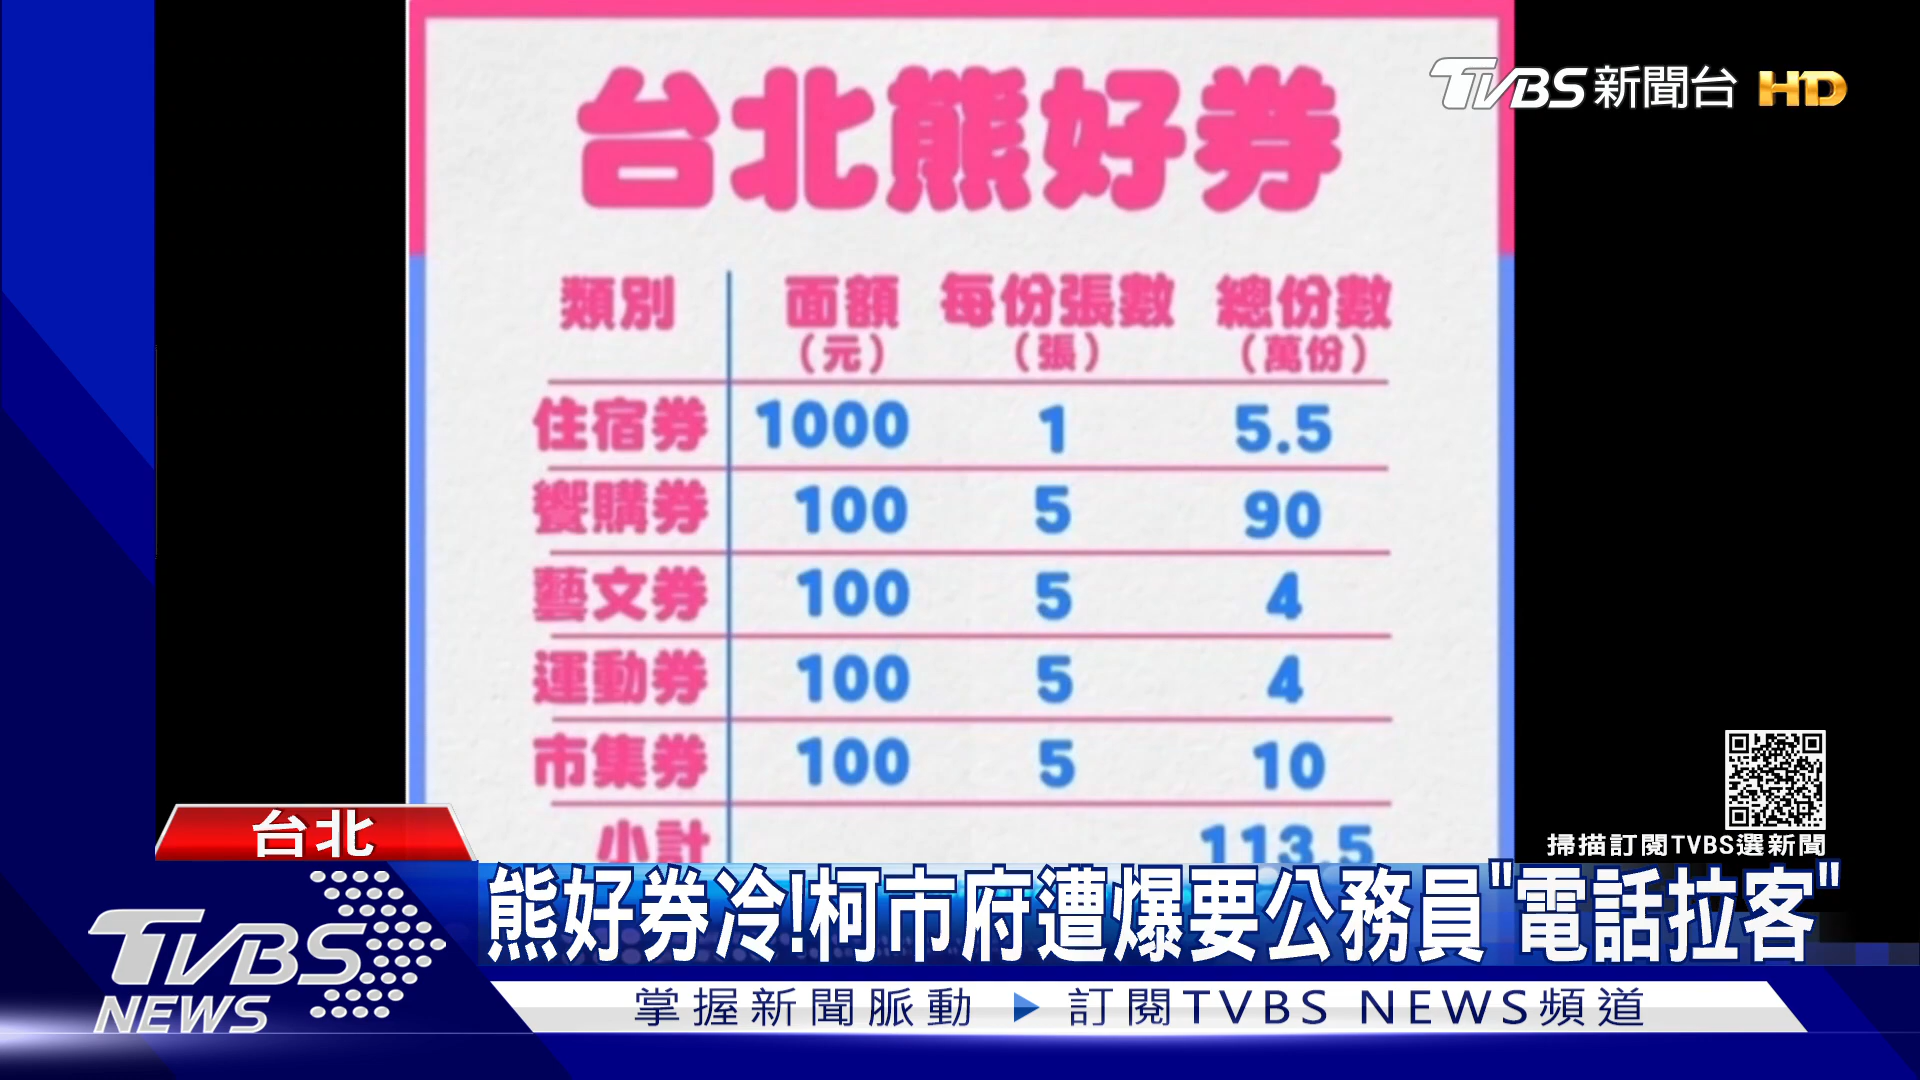 TVBS新聞台 HD
台北熊好券
類別 面額 每份張數 總份數
(元) (張) (萬份)
住宿券 1000 1 5.5
饗購券 100 5 90
藝文券 100 5 4
運動券 100 5 4
市集券 100 5 10
小計 113.5
掃描訂閱TVBS選新聞
台北
熊好券冷!柯市府遭爆要公務員"電話拉客"
TVBS NEWS
掌握新聞脈動 ▶ 訂閱TVBS NEWS頻道